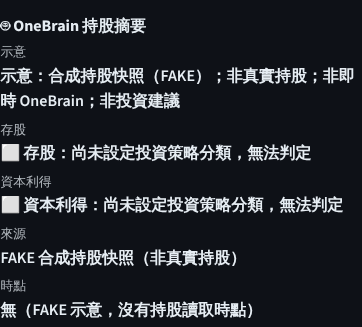 🧠 OneBrain 持股摘要
示意
示意：合成持股快照（FAKE）；非真實持股；非即
時 OneBrain；非投資建議
存股
⬜ 存股：尚未設定投資策略分類，無法判定
資本利得
⬜ 資本利得：尚未設定投資策略分類，無法判定
來源
FAKE 合成持股快照（非真實持股）
時點
無（FAKE 示意，沒有持股讀取時點）